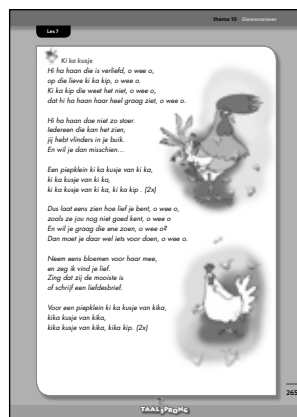 thema 10 Dierenmanieren
Les 7
Ki ka kusje
Hi ha haan die is verliefd, o wee o,
op die lieve ki ka kip, o wee o.
Ki ka kip die weet het niet, o wee o,
dat hi ha haan haar heel graag ziet, o wee o.
Hi ha haan doe niet zo stoer.
Iedereen die kan het zien,
jij hebt vlinders in je buik.
En wil je dan misschien...
Een piepklein ki ka kusje van ki ka,
ki ka kusje van ki ka,
ki ka kusje van ki ka, ki ka kip . (2x)
Dus laat eens zien hoe lief je bent, o wee o,
zoals ze jou nog niet goed kent, o wee o
En wil je graag die ene zoen, o wee o?
Dan moet je daar wel iets voor doen, o wee o.
Neem eens bloemen voor haar mee,
en zeg ik vind je lief.
Zing dat zij de mooiste is
of schrijf een liefdesbrief.
Voor een piepklein ki ka kusje van kika,
kika kusje van kika,
kika kusje van kika, kika kip. (2x)
265
TAALSPRONG